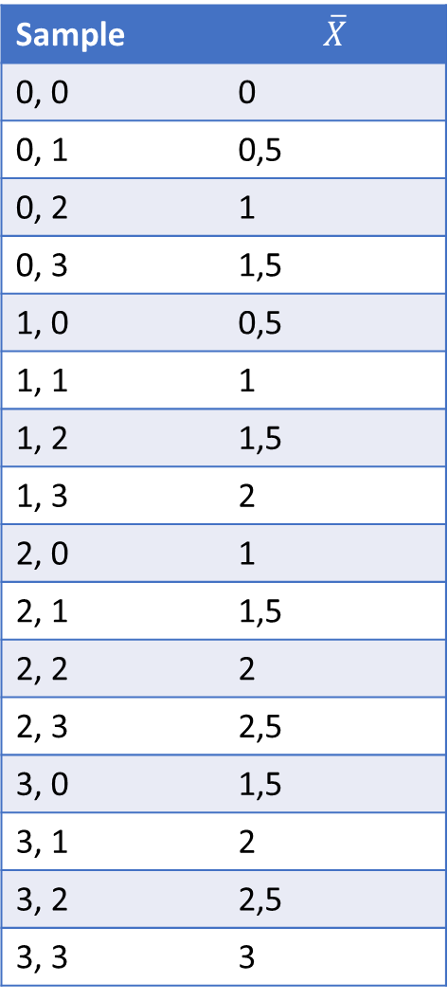 Sample X̄
0, 0 0
0, 1 0,5
0, 2 1
0, 3 1,5
1, 0 0,5
1, 1 1
1, 2 1,5
1, 3 2
2, 0 1
2, 1 1,5
2, 2 2
2, 3 2,5
3, 0 1,5
3, 1 2
3, 2 2,5
3, 3 3